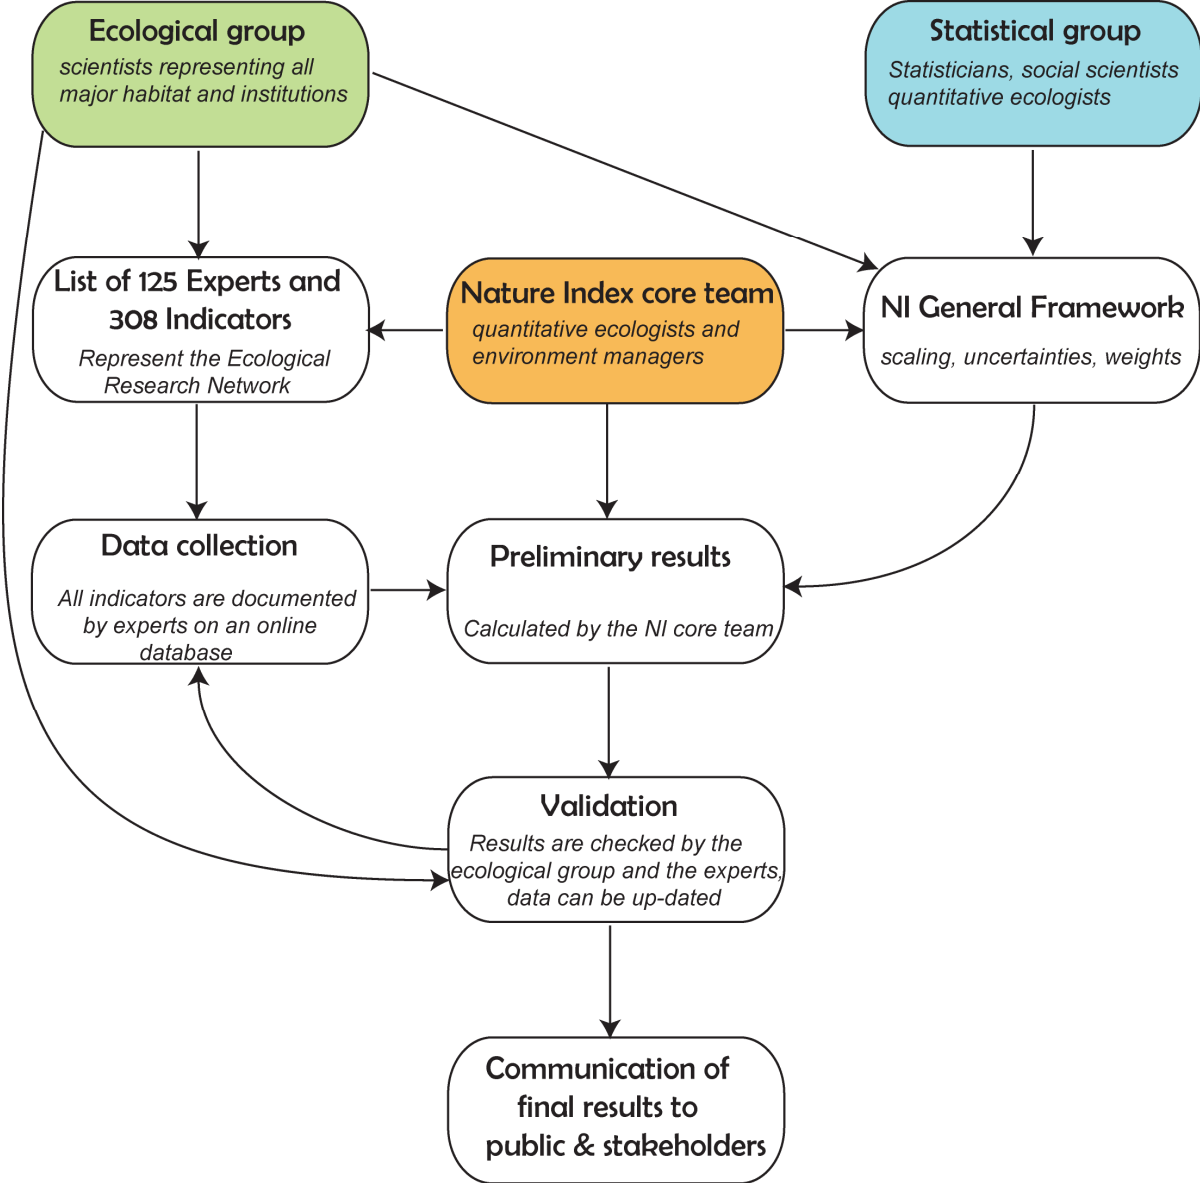 Ecological group
scientists representing all
major habitat and institutions
Statistical group
Statisticians, social scientists
quantitative ecologists
List of 125 Experts and
308 Indicators
Represent the Ecological
Research Network
Nature Index core team
quantitative ecologists and
environment managers
NI General Framework
scaling, uncertainties, weights
Data collection
All indicators are documented
by experts on an online
database
Preliminary results
Calculated by the NI core team
Validation
Results are checked by the
ecological group and the experts,
data can be up-dated
Communication of
final results to
public & stakeholders